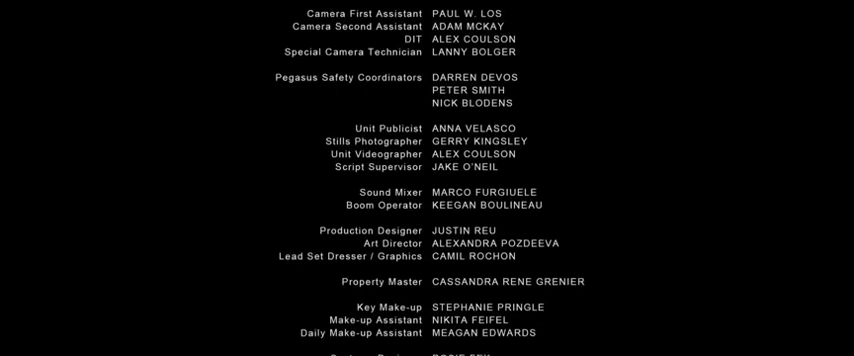 Camera First Assistant PAUL W. LOS
Camera Second Assistant ADAM MCKAY
DIT ALEX COULSON
Special Camera Technician LANNY BOLGER
Pegasus Safety Coordinators DARREN DEVOS
PETER SMITH
NICK BLODENS
Unit Publicist ANNA VELASCO
Stills Photographer GERRY KINGSLEY
Unit Videographer ALEX COULSON
Script Supervisor JAKE O'NEIL
Sound Mixer MARCO FURGIUELE
Boom Operator KEEGAN BOULINEAU
Production Designer JUSTIN REU
Art Director ALEXANDRA POZDEEVA
Lead Set Dresser / Graphics CAMIL ROCHON
Property Master CASSANDRA RENE GRENIER
Key Make-up STEPHANIE PRINGLE
Make-up Assistant NIKITA FEIFEL
Daily Make-up Assistant MEAGAN EDWARDS